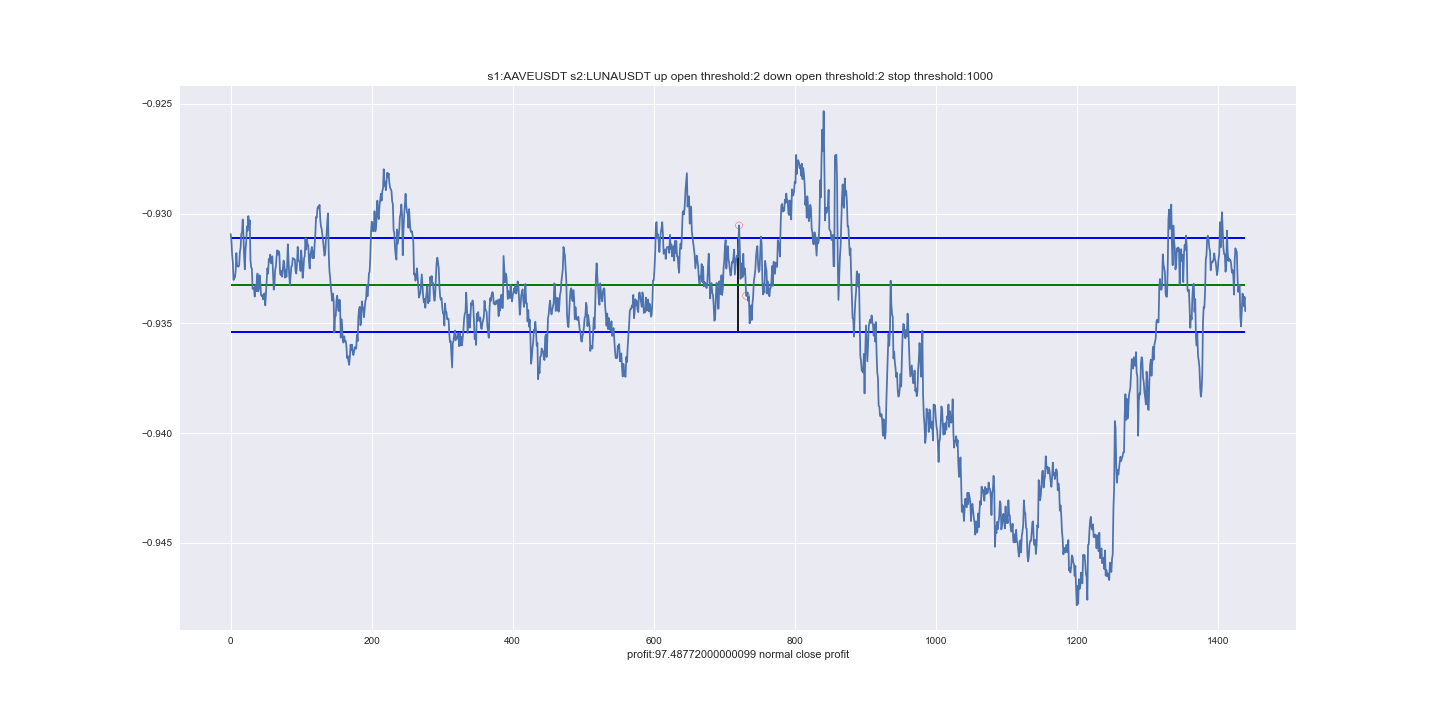 s1:AAVEUSDT s2:LUNAUSDT up open threshold:2 down open threshold:2 stop threshold:1000
−0.925
−0.930
−0.935
−0.940
−0.945
0 200 400 600 800 1000 1200 1400
profit:97.48772000000099 normal close profit